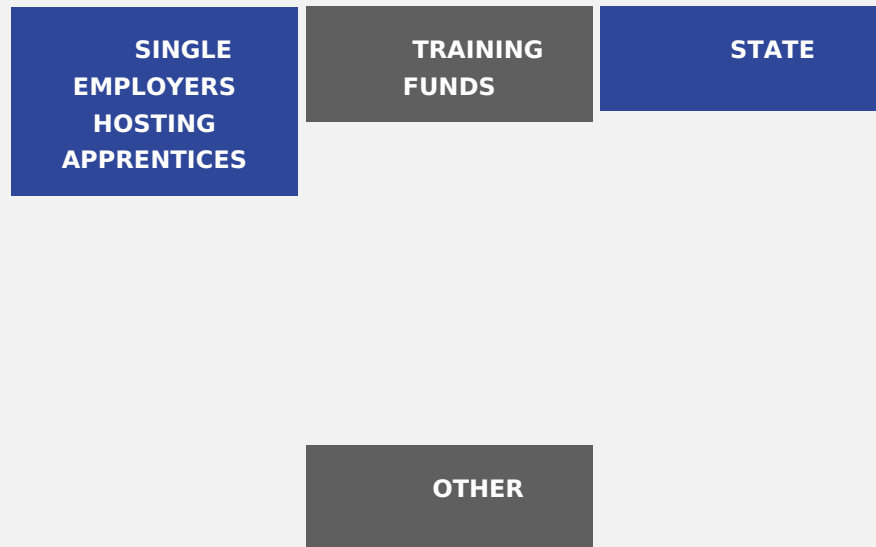 SINGLE
EMPLOYERS
HOSTING
APPRENTICES
TRAINING
FUNDS
STATE
OTHER